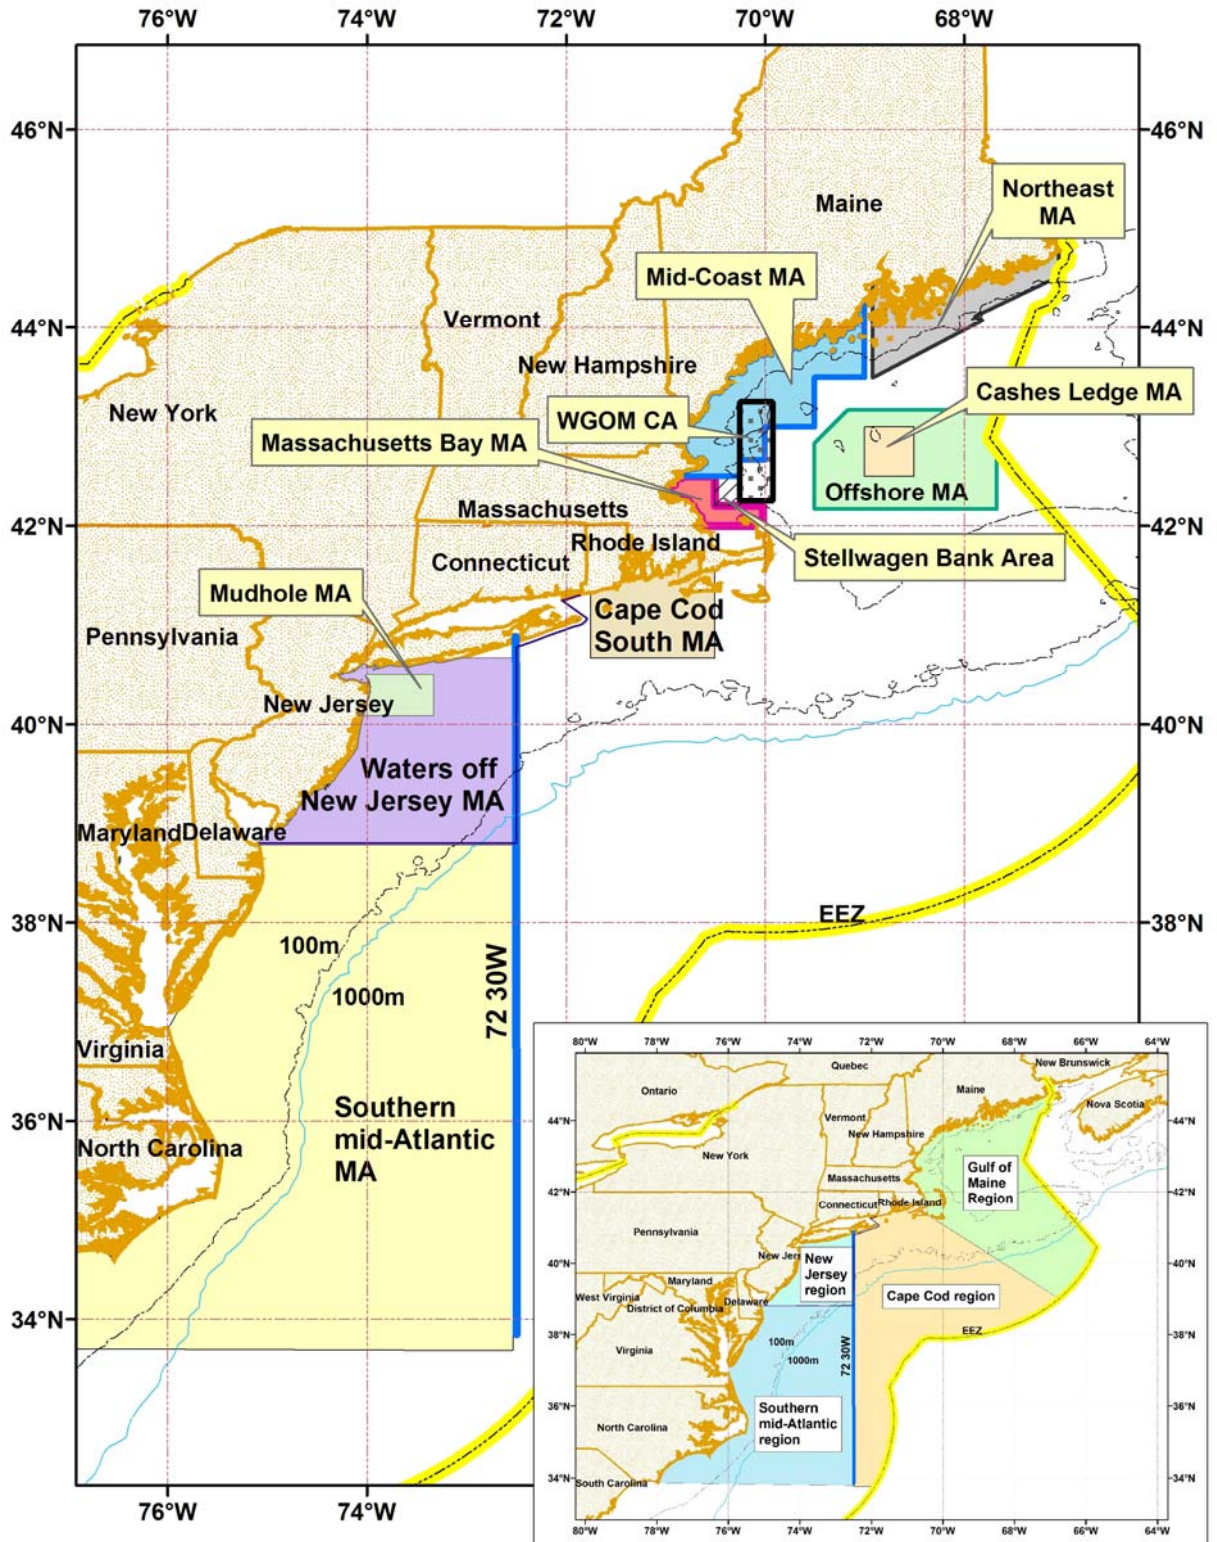 76°W 74°W 72°W 70°W 68°W
46°N 46°N
Northeast
MA
Maine
Mid-Coast MA
44°N 44°N
Vermont
New Hampshire
Cashes Ledge MA
New York
WGOM CA
Massachusetts Bay MA
Offshore MA
Massachusetts
42°N 42°N
Rhode Island
Stellwagen Bank Area
Connecticut
Mudhole MA
Cape Cod
South MA
Pennsylvania
New Jersey
40°N 40°N
Waters off
New Jersey MA
Maryland Delaware
38°N 38°N
EEZ
100m
1000m
72 30W
Virginia
Southern
mid-Atlantic
MA
36°N
North Carolina
34°N
76°W 74°W
80°W 78°W 76°W 74°W 72°W 70°W 68°W 66°W 64°W
Quebec
New Brunswick
Ontario
Maine
Nova Scotia
44°N 44°N
Vermont
New Hampshire
New York
Gulf of
Maine
Region
Massachusetts
42°N 42°N
Connecticut Rhode Island
Pennsylvania
New Jer
New
Jersey
region
40°N 40°N
Maryland
West Virginia
Delaware
District of Columbia
Cape Cod region
EEZ
38°N 38°N
100m
1000m
72 30W
Virginia
36°N 36°N
Southern
mid-Atlantic
region
North Carolina
34°N 34°N
South Carolina
80°W 78°W 76°W 74°W 72°W 70°W 68°W 66°W 64°W